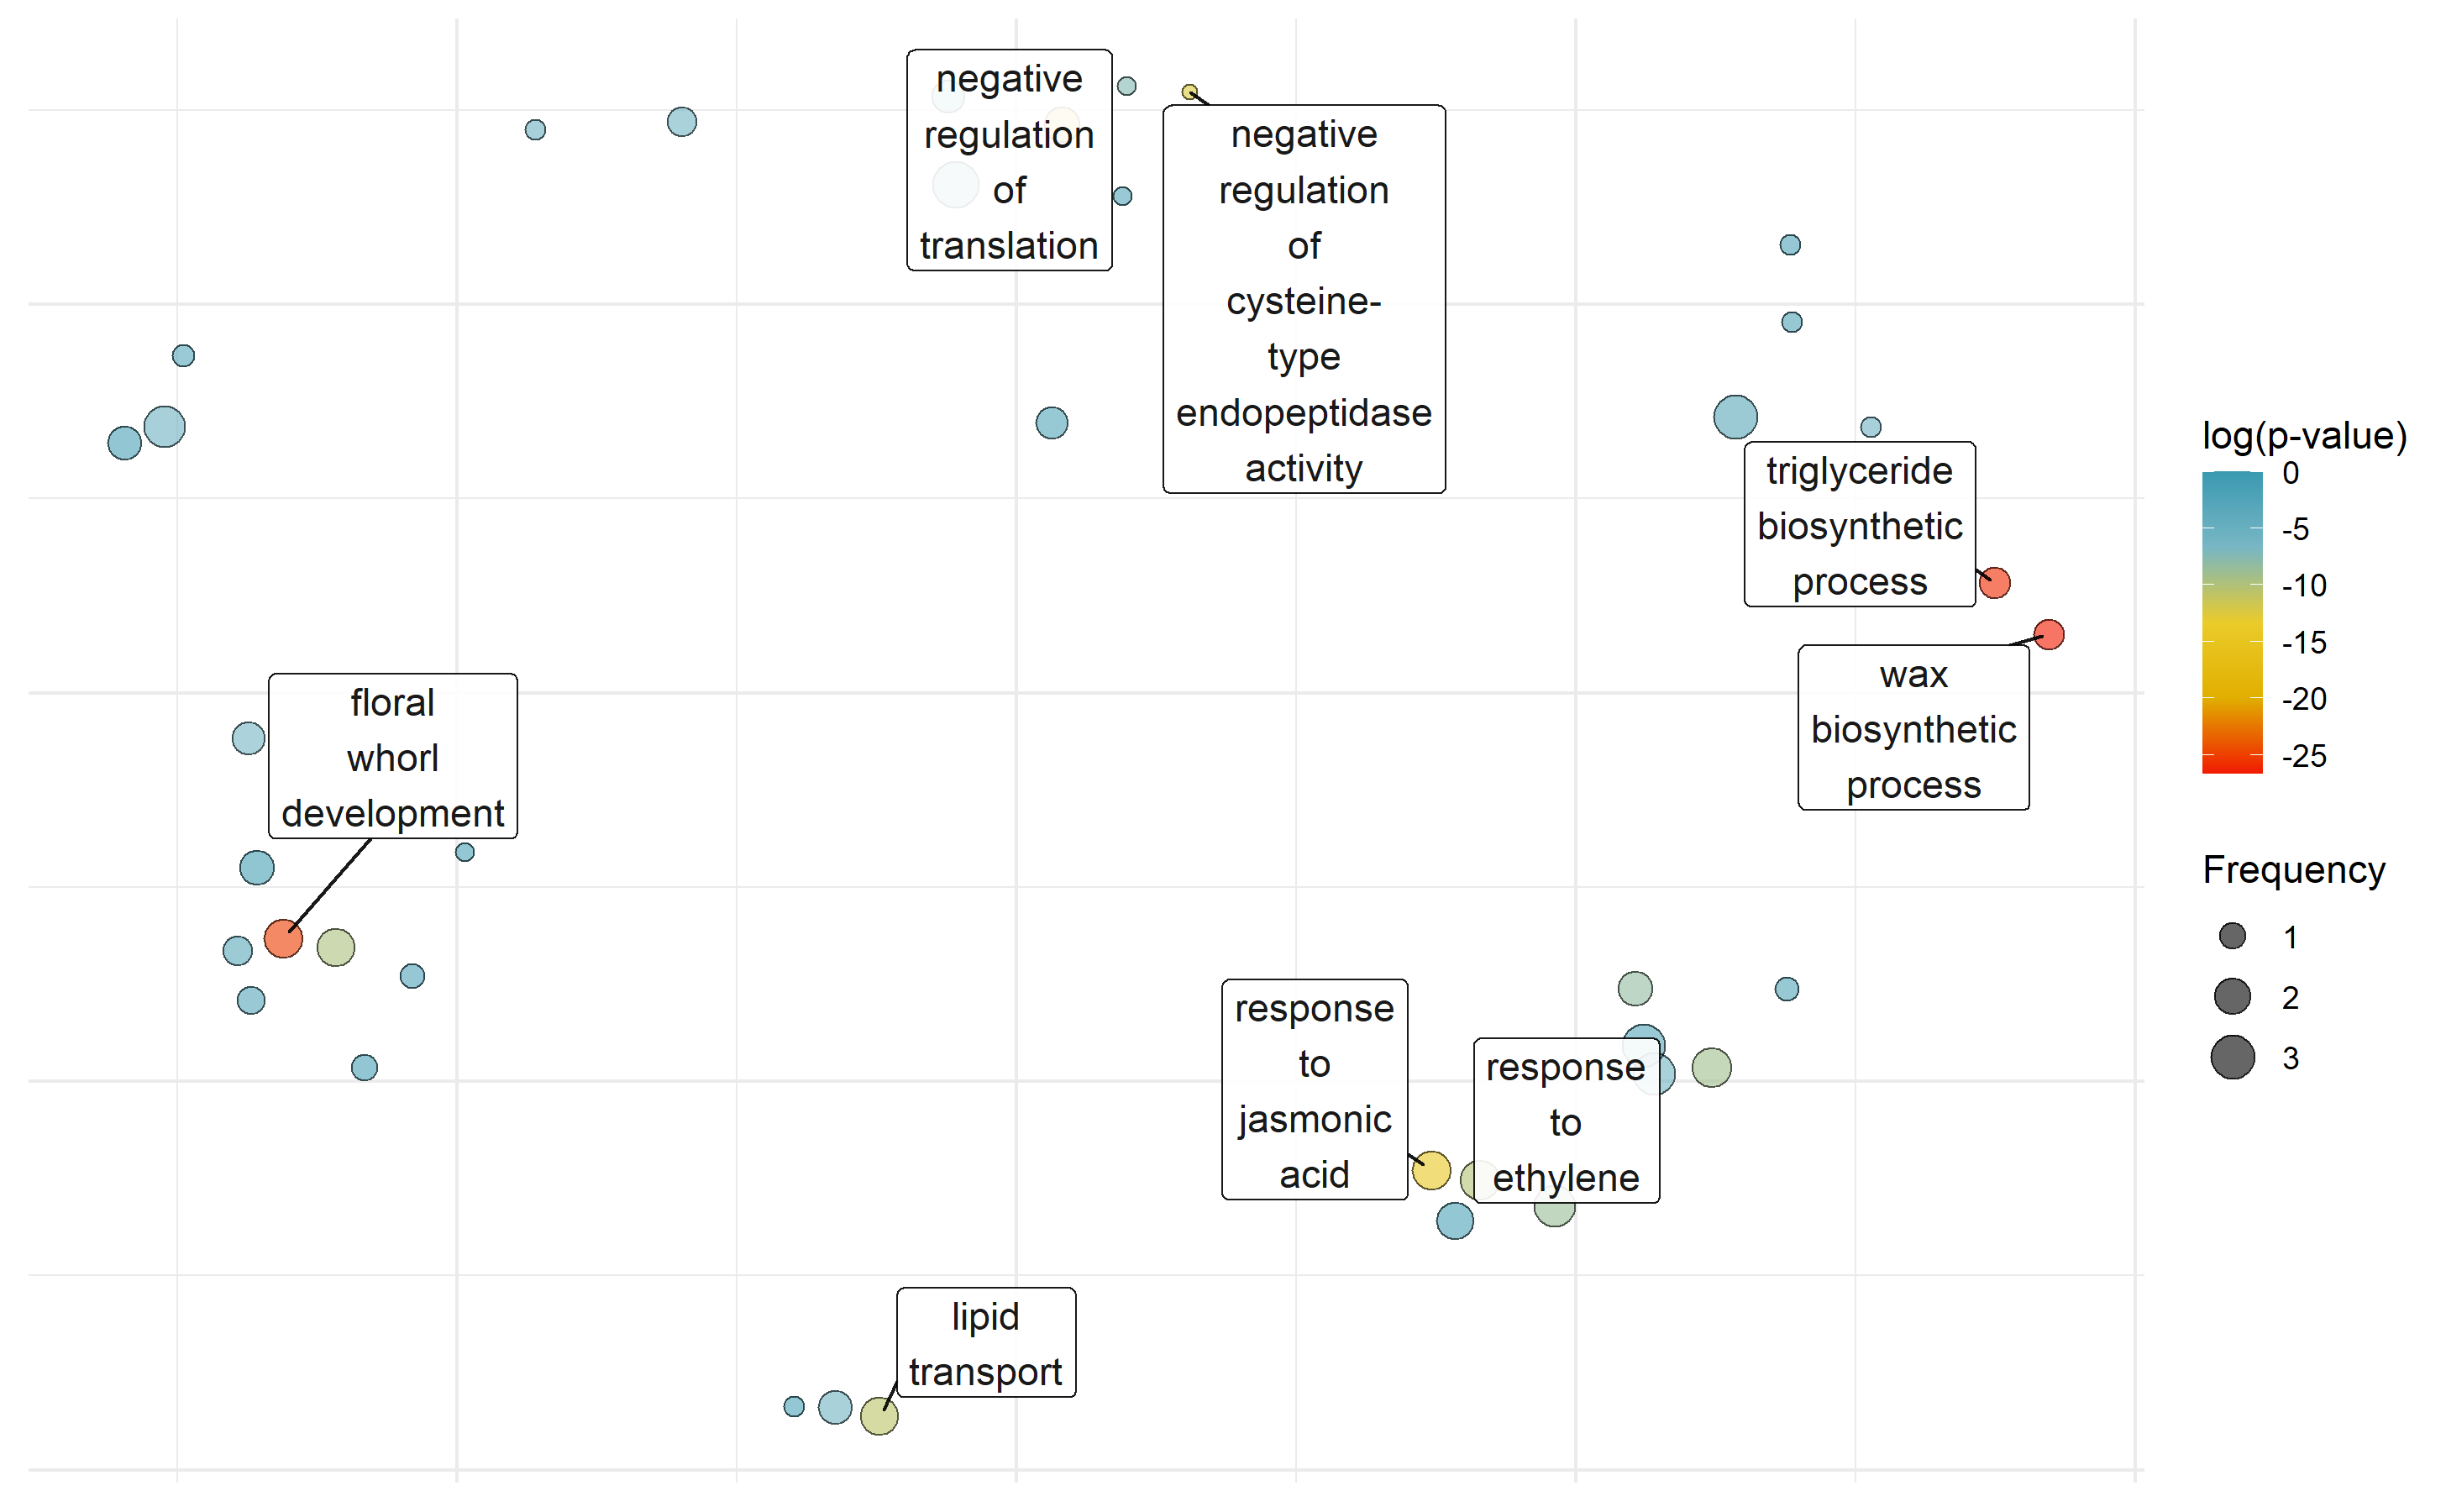 negative
regulation
of
translation
negative
regulation
of
cysteine-
type
endopeptidase
activity
triglyceride
biosynthetic
process
wax
biosynthetic
process
floral
whorl
development
response
to
jasmonic
acid
response
to
ethylene
lipid
transport
log(p-value)
0
-5
-10
-15
-20
-25
Frequency
1
2
3